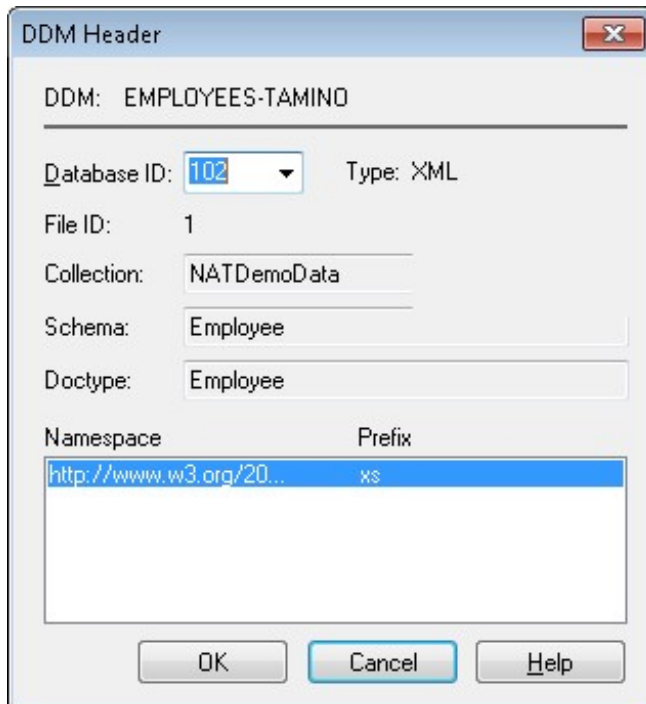 DDM Header
DDM: EMPLOYEES-TAMINO
Database ID: 102 Type: XML
File ID: 1
Collection: NATDemoData
Schema: Employee
Doctype: Employee
Namespace Prefix
http://www.w3.org/20... xs
OK Cancel Help